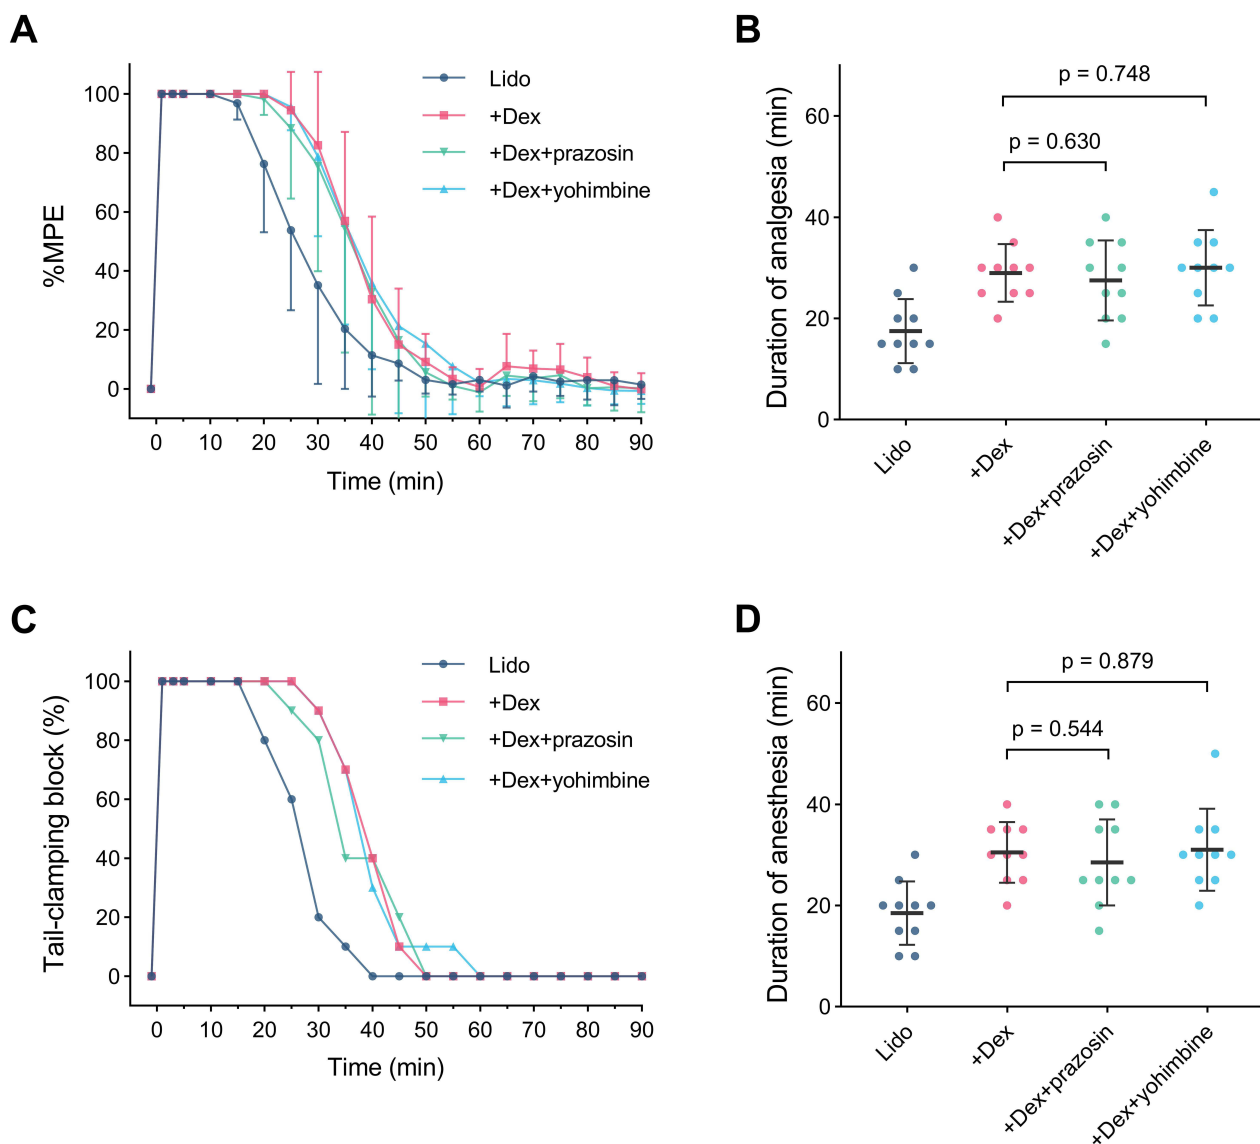 A
%MPE
100
80
60
40
20
0
0 10 20 30 40 50 60 70 80 90
Time (min)
Lido
+Dex
+Dex+prazosin
+Dex+yohimbine
B
Duration of analgesia (min)
60
40
20
0
p = 0.748
p = 0.630
Lido
+Dex
+Dex+prazosin
+Dex+yohimbine
C
Tail-clamping block (%)
100
80
60
40
20
0
0 10 20 30 40 50 60 70 80 90
Time (min)
Lido
+Dex
+Dex+prazosin
+Dex+yohimbine
D
Duration of anesthesia (min)
60
40
20
0
p = 0.879
p = 0.544
Lido
+Dex
+Dex+prazosin
+Dex+yohimbine